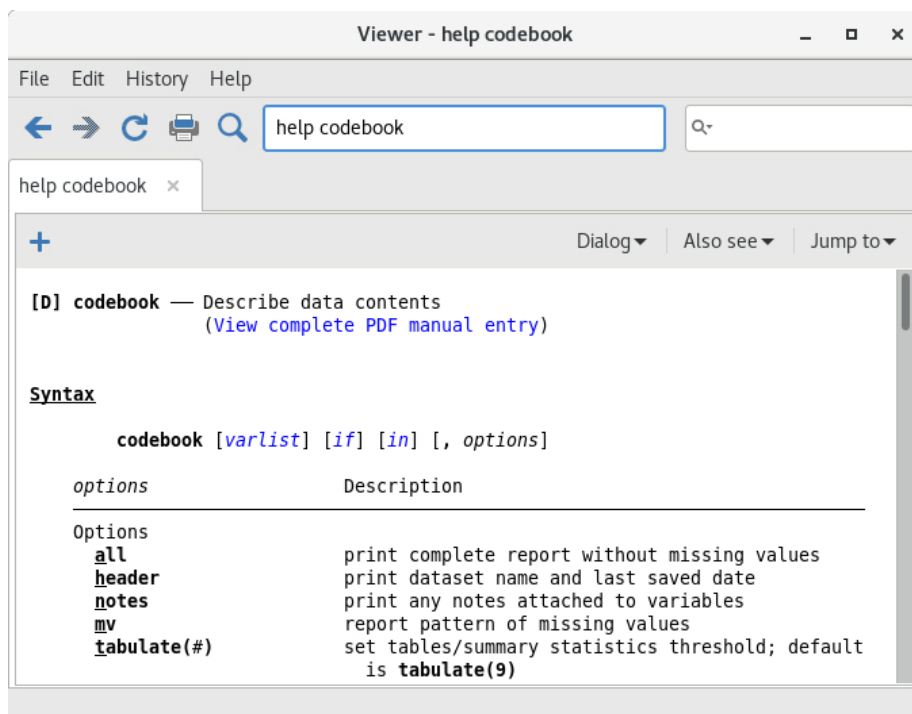 Viewer - help codebook
File Edit History Help
help codebook
help codebook
Dialog Also see Jump to
[D] codebook — Describe data contents
(View complete PDF manual entry)
Syntax
codebook [varlist] [if] [in] [, options]
options Description
Options
all print complete report without missing values
header print dataset name and last saved date
notes print any notes attached to variables
mv report pattern of missing values
tabulate(#) set tables/summary statistics threshold; default
is tabulate(9)